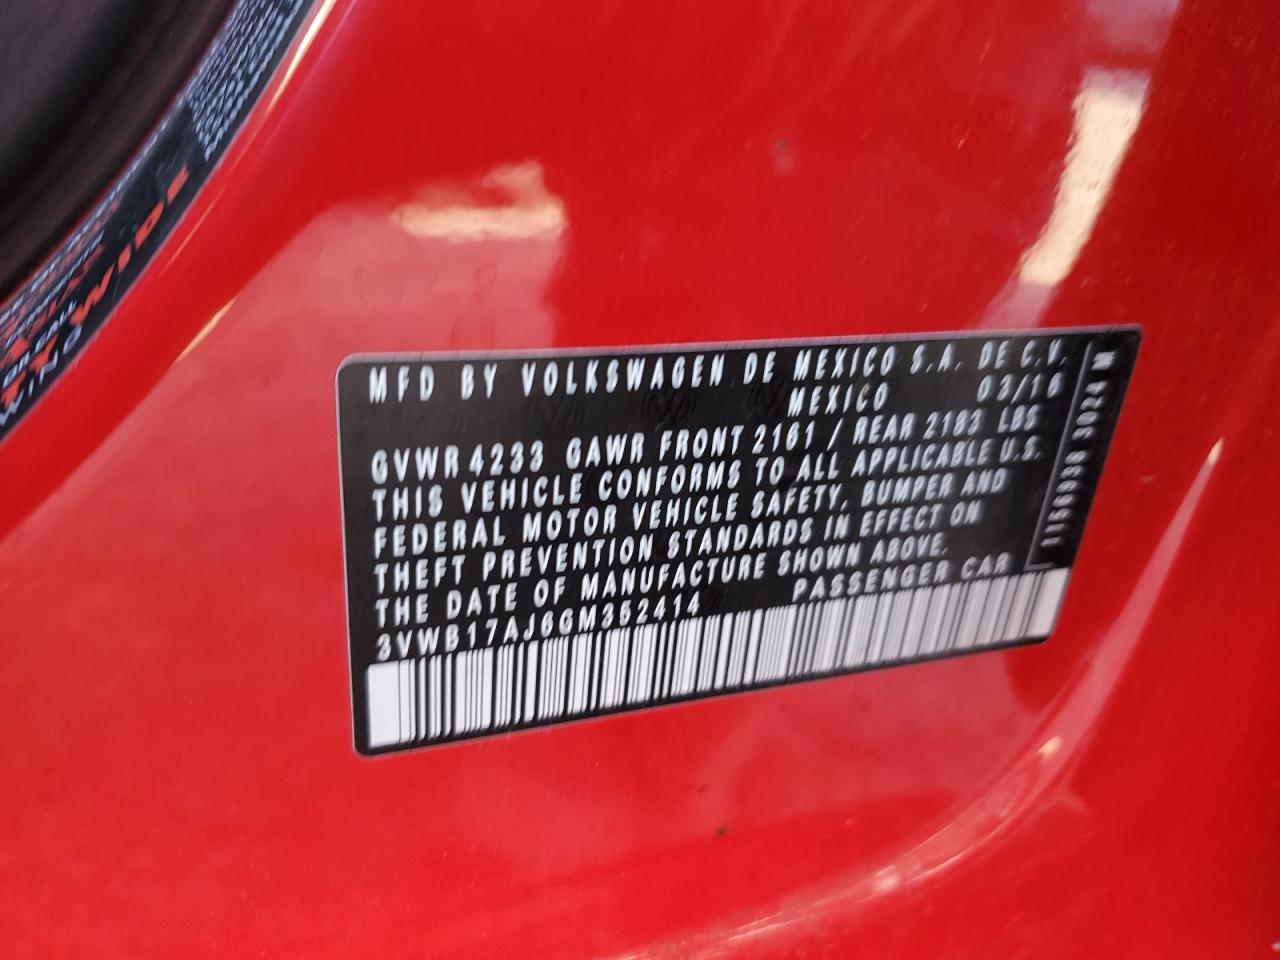 MFD BY VOLKSWAGEN DE MEXICO S.A. DE C.V.
MEXICO 03/16
GVWR 4233 GAWR FRONT 2161 / REAR 2183 LBS
THIS VEHICLE CONFORMS TO ALL APPLICABLE U.S.
FEDERAL MOTOR VEHICLE SAFETY, BUMPER AND
THEFT PREVENTION STANDARDS IN EFFECT ON
THE DATE OF MANUFACTURE SHOWN ABOVE.
3VWB17AJ6GM352414 PASSENGER CAR
WIDE